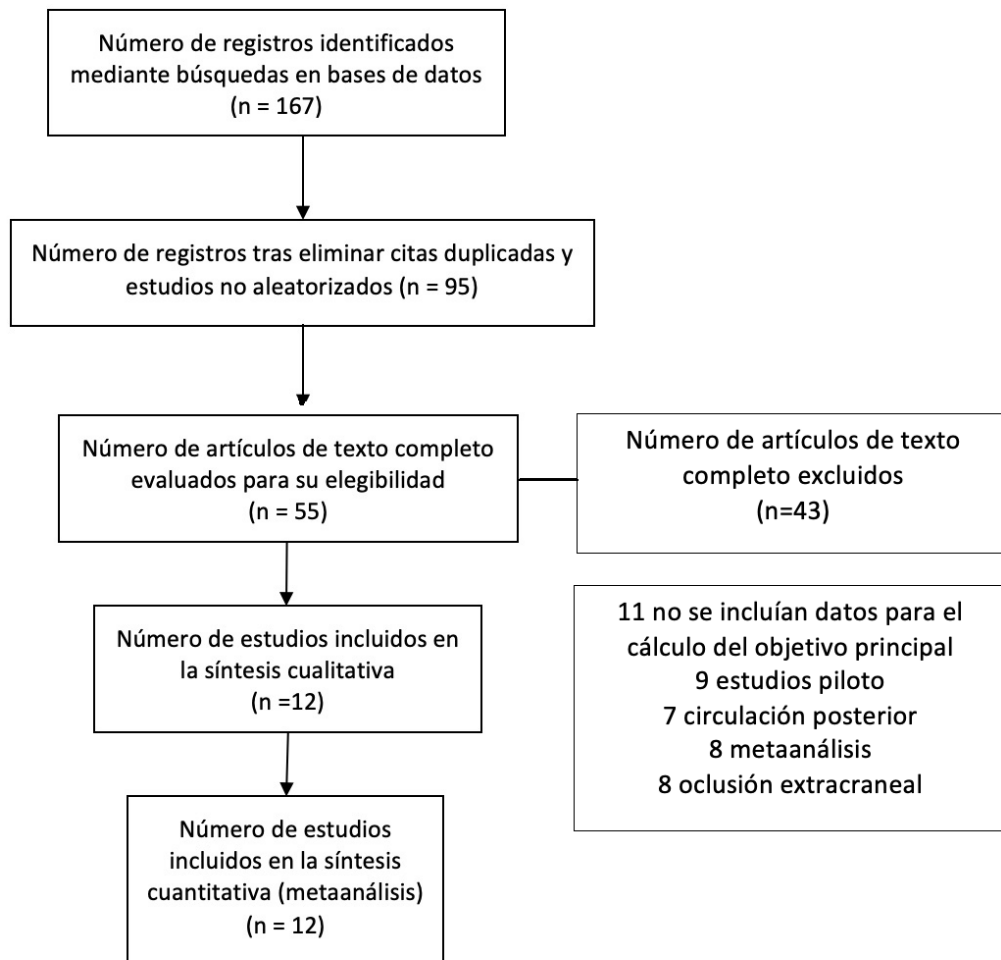 Número de registros identificados
mediante búsquedas en bases de datos
(n = 167)
Número de registros tras eliminar citas duplicadas y
estudios no aleatorizados (n = 95)
Número de artículos de texto completo
evaluados para su elegibilidad
(n = 55)
Número de artículos de texto
completo excluidos
(n=43)
11 no se incluían datos para el
cálculo del objetivo principal
9 estudios piloto
7 circulación posterior
8 metaanálisis
8 oclusión extracraneal
Número de estudios incluidos en
la síntesis cualitativa
(n =12)
Número de estudios
incluidos en la síntesis
cuantitativa (metaanálisis)
(n = 12)